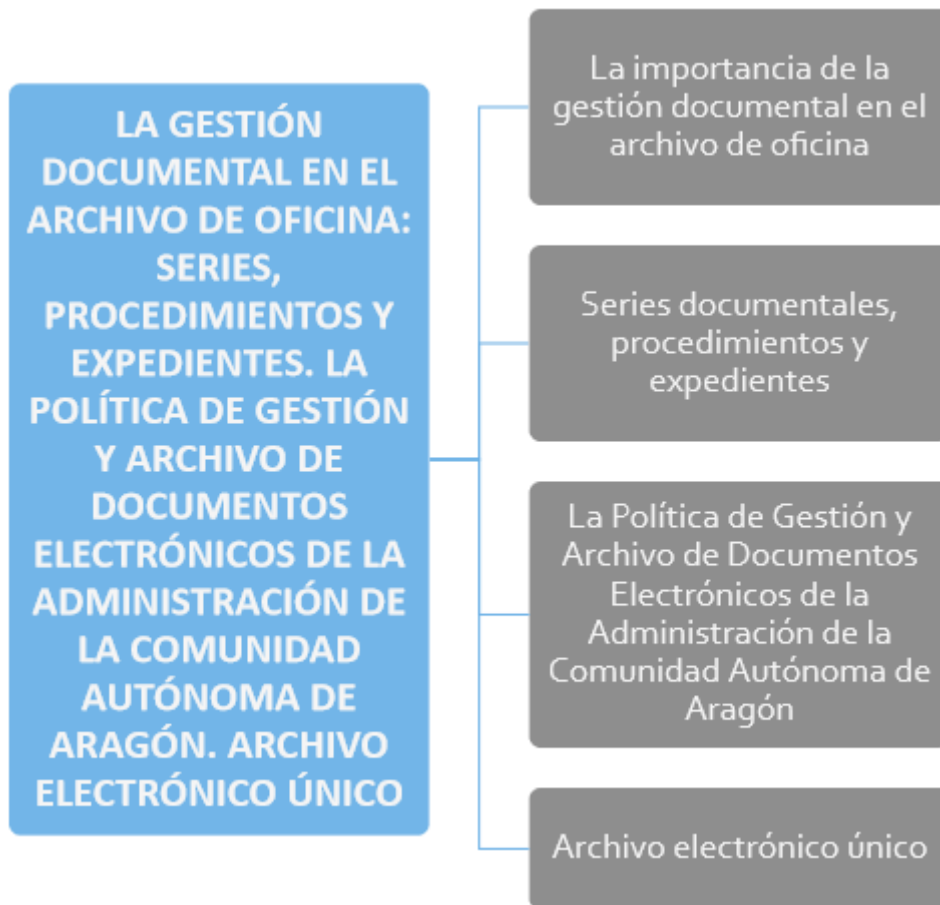 LA GESTIÓN
DOCUMENTAL EN EL
ARCHIVO DE OFICINA:
SERIES,
PROCEDIMIENTOS Y
EXPEDIENTES. LA
POLÍTICA DE GESTIÓN
Y ARCHIVO DE
DOCUMENTOS
ELECTRÓNICOS DE LA
ADMINISTRACIÓN DE
LA COMUNIDAD
AUTÓNOMA DE
ARAGÓN. ARCHIVO
ELECTRÓNICO ÚNICO
La importancia de la
gestión documental en el
archivo de oficina
Series documentales,
procedimientos y
expedientes
La Política de Gestión y
Archivo de Documentos
Electrónicos de la
Administración de la
Comunidad Autónoma de
Aragón
Archivo electrónico único